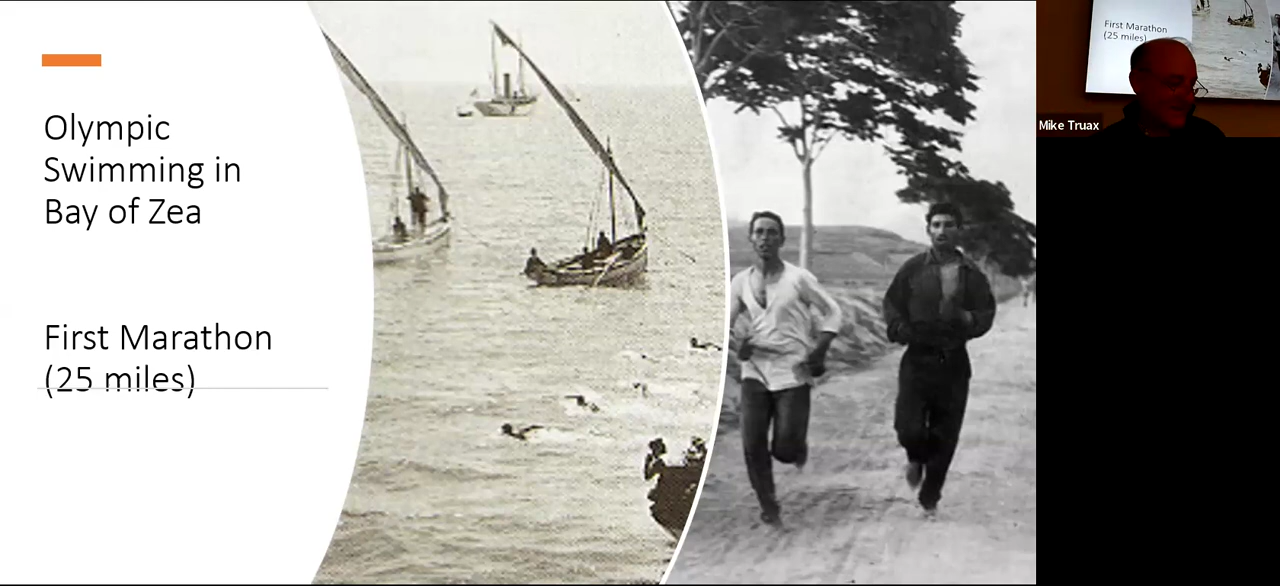 Olympic
Swimming in
Bay of Zea
First Marathon
(25 miles)
First Marathon
(25 miles)
Mike Truax